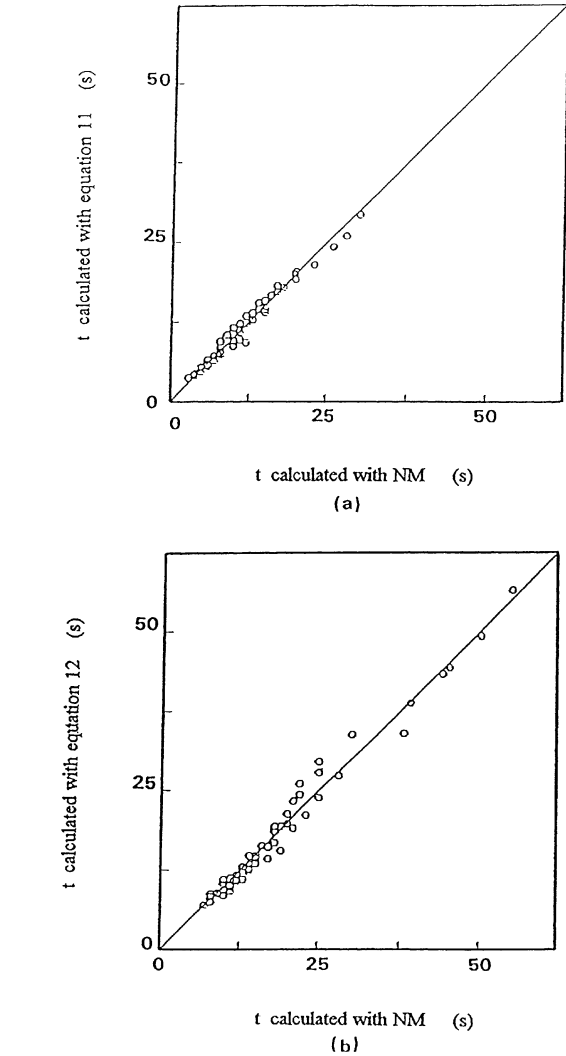 50
t calculated with equation 11 (s)
25
0
0 25 50
t calculated with NM (s)
(a)
50
t calculated with equation 12 (s)
25
0
0 25 50
t calculated with NM (s)
(b)